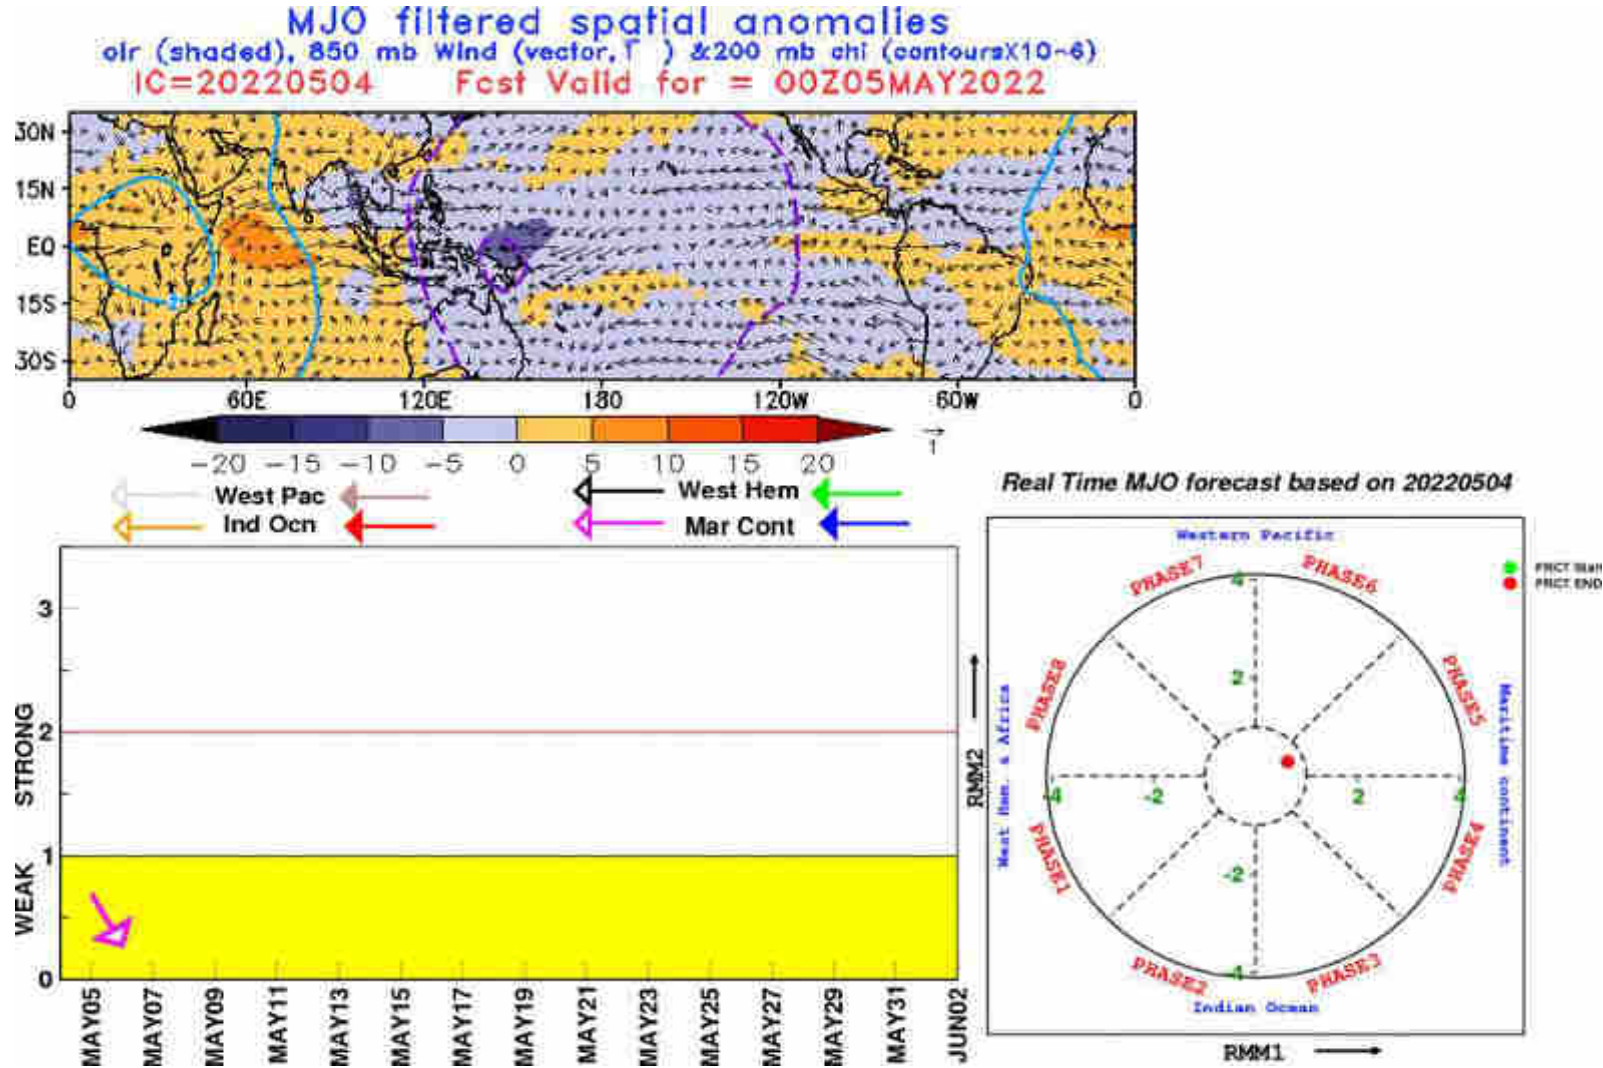 MJO filtered spatial anomalies
olr (shaded), 850 mb Wind (vector, ) &200 mb chi (contoursX10-6)
IC=20220504 Fcst Valid for = 00Z05MAY2022
30N
15N
EQ
15S
30S
0 60E 120E 180 120W 60W 0
-20 -15 -10 -5 0 5 10 15 20
1
West Pac West Hem
Ind Ocn Mar Cont
3
2
1
0
STRONG
WEAK
MAY05 MAY07 MAY09 MAY11 MAY13 MAY15 MAY17 MAY19 MAY21 MAY23 MAY25 MAY27 MAY29 MAY31 JUN02
Real Time MJO forecast based on 20220504
Western Pacific
FRCT Start
FRCT END
PHASE7 PHASE6
4
PHASE8 PHASE5
2
West Hem. & Africa
Maritime continent
RMM2
-4 -2 2 4
PHASE1 PHASE4
-2
PHASE2 PHASE3
-4
Indian Ocean
RMM1